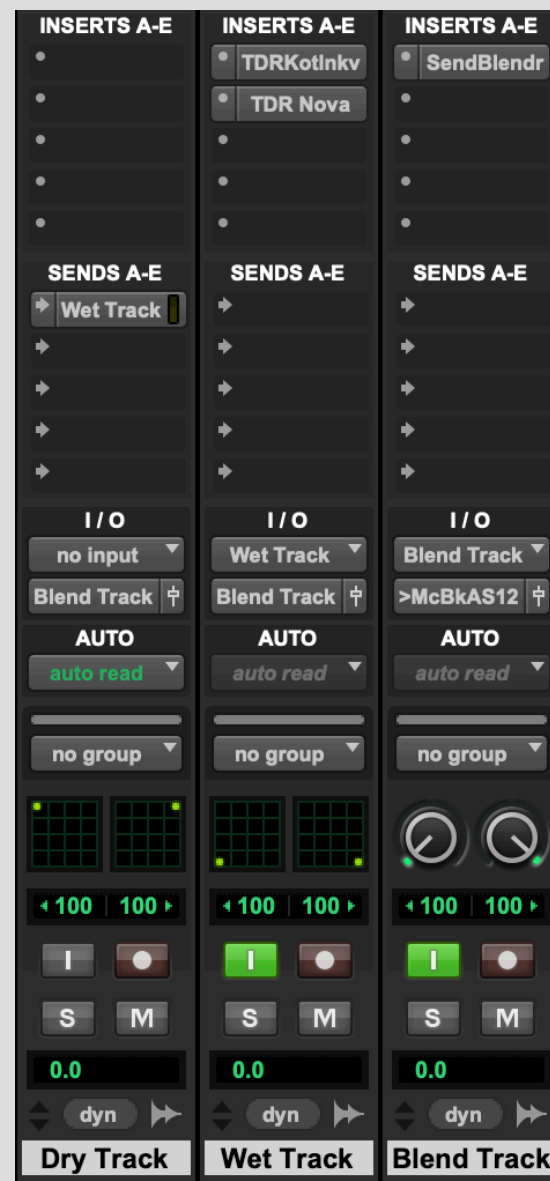 INSERTS A-E
TDRKotlnkv
TDR Nova
SendBlendr
INSERTS A-E
INSERTS A-E
SENDS A-E
Wet Track
SENDS A-E
SENDS A-E
I / O
no input
Blend Track
I / O
Wet Track
Blend Track
I / O
Blend Track
>McBkAS12
AUTO
auto read
AUTO
auto read
AUTO
auto read
no group
no group
no group
100 100
100 100
100 100
I
I
I
S M
S M
S M
0.0
0.0
0.0
dyn
dyn
dyn
Dry Track
Wet Track
Blend Track